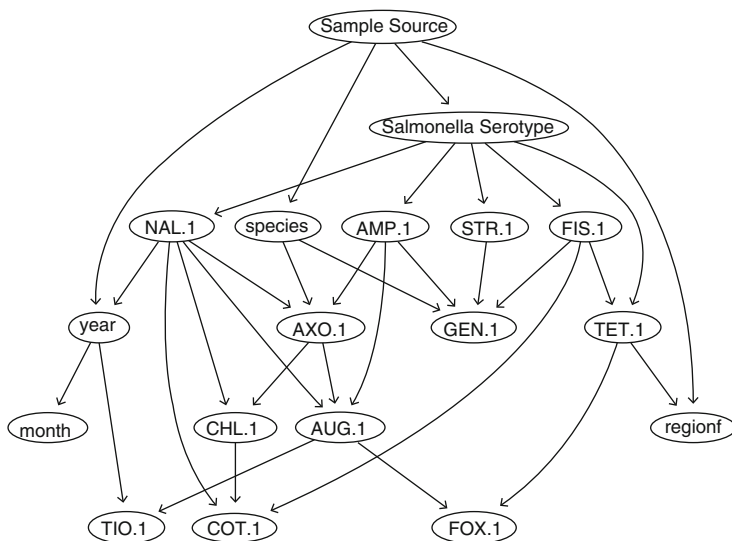 Sample Source
Salmonella Serotype
NAL.1 species AMP.1 STR.1 FIS.1
year AXO.1 GEN.1 TET.1
month CHL.1 AUG.1 regionf
TIO.1 COT.1 FOX.1